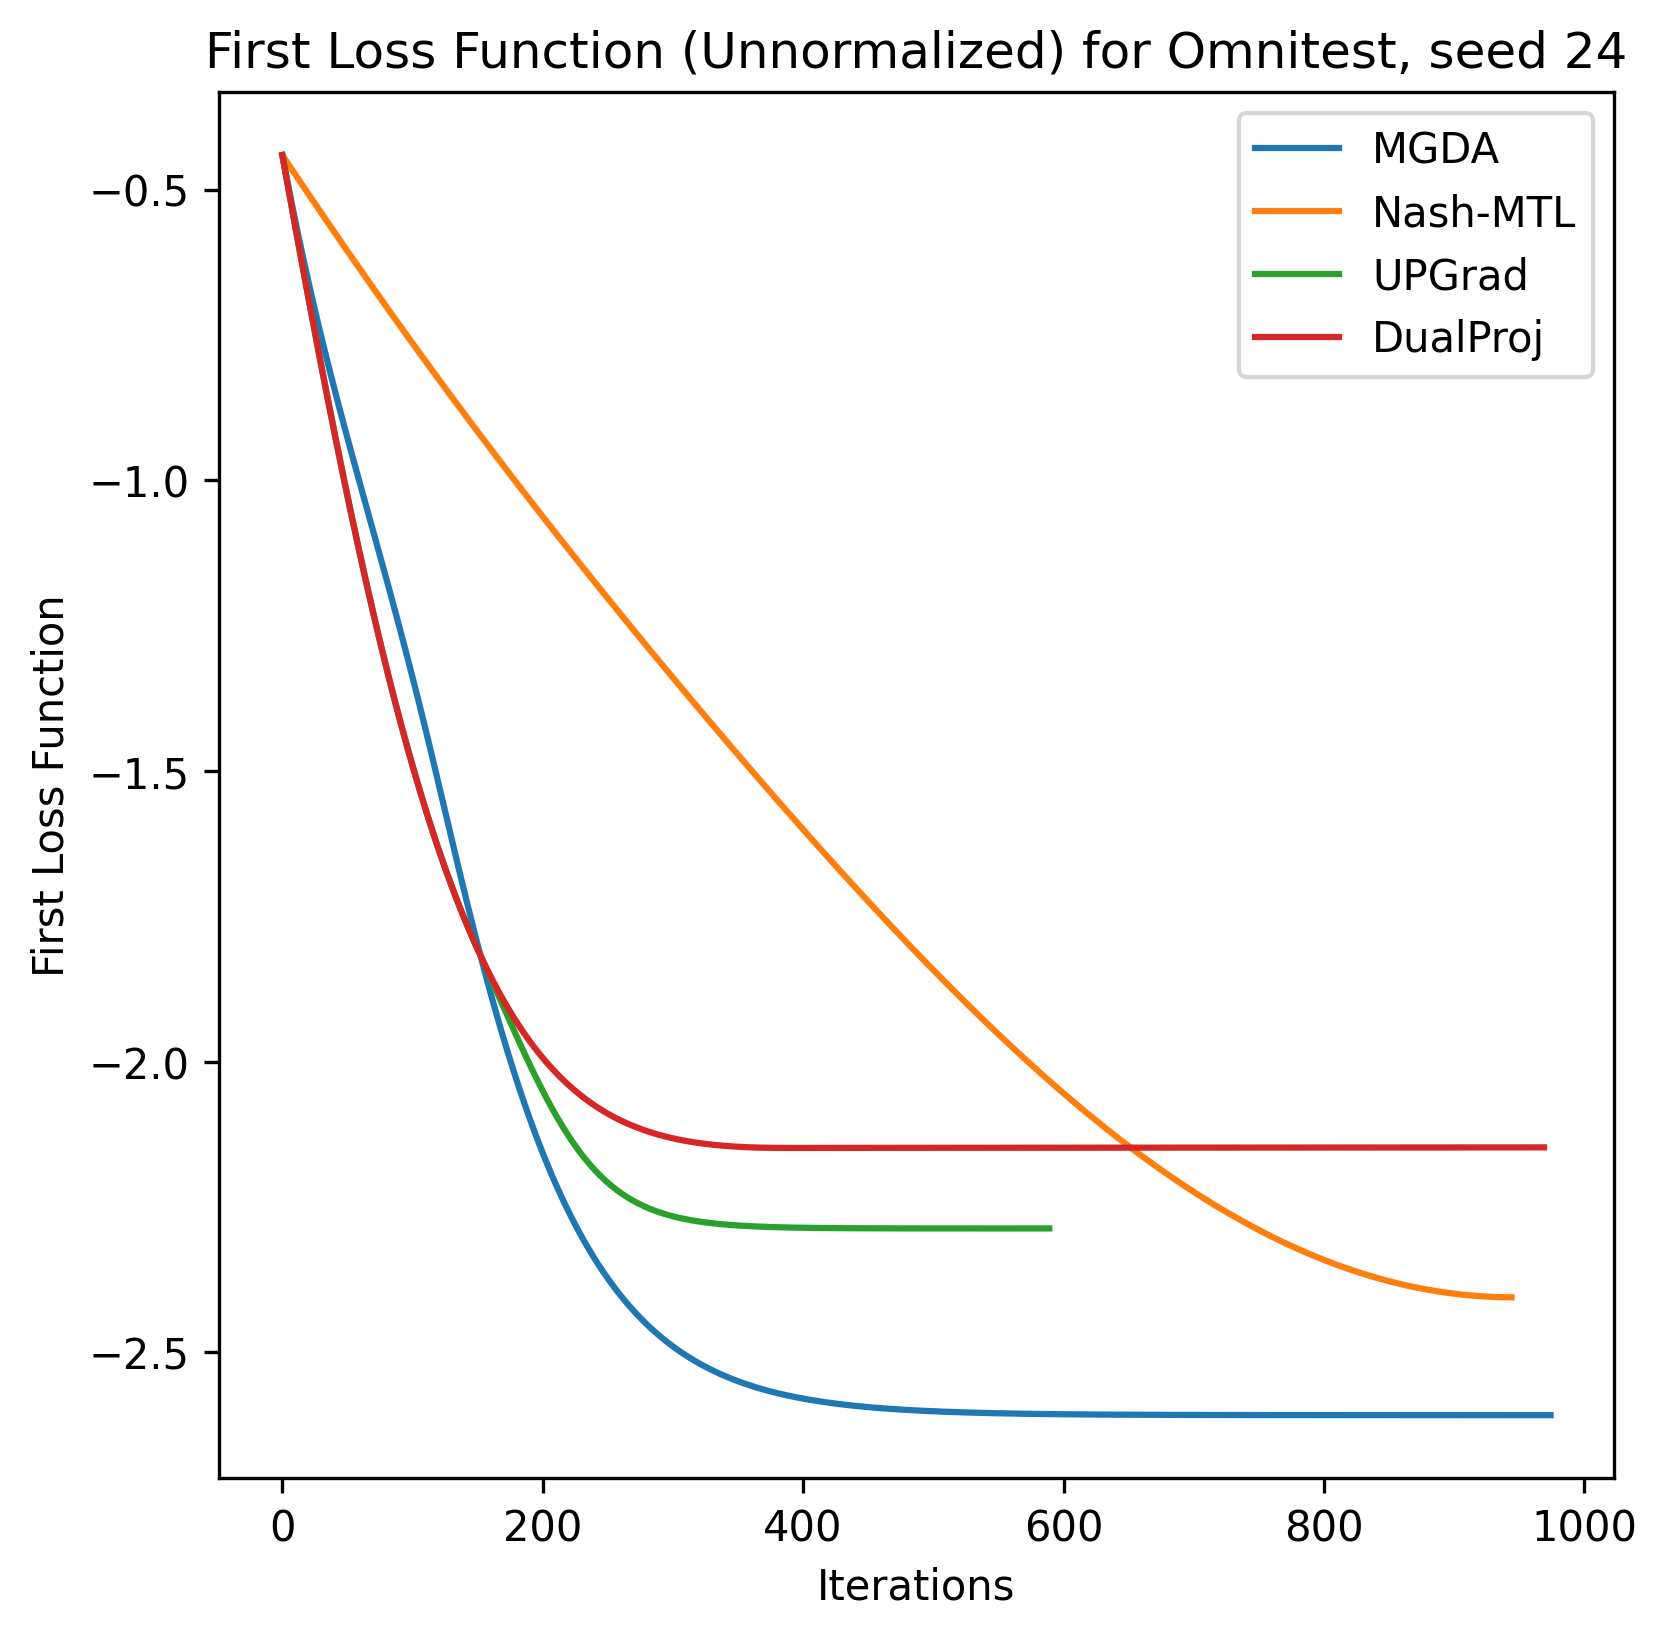 First Loss Function (Unnormalized) for Omnitest, seed 24
MGDA
Nash-MTL
UPGrad
DualProj
First Loss Function
−0.5
−1.0
−1.5
−2.0
−2.5
0 200 400 600 800 1000
Iterations